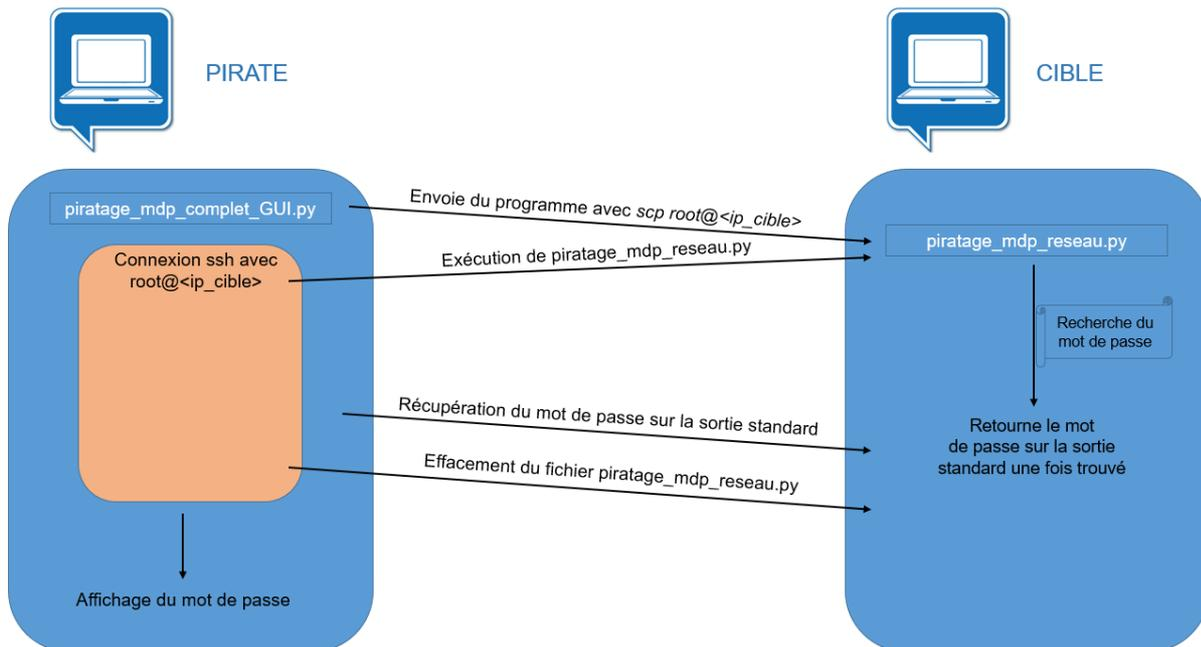 PIRATE
CIBLE
piratage_mdp_complet_GUI.py
Envoie du programme avec scp root@<ip_cible>
piratage_mdp_reseau.py
Connexion ssh avec
root@<ip_cible>
Exécution de piratage_mdp_reseau.py
Recherche du
mot de passe
Récupération du mot de passe sur la sortie standard
Retourne le mot
de passe sur la sortie
standard une fois trouvé
Effacement du fichier piratage_mdp_reseau.py
Affichage du mot de passe